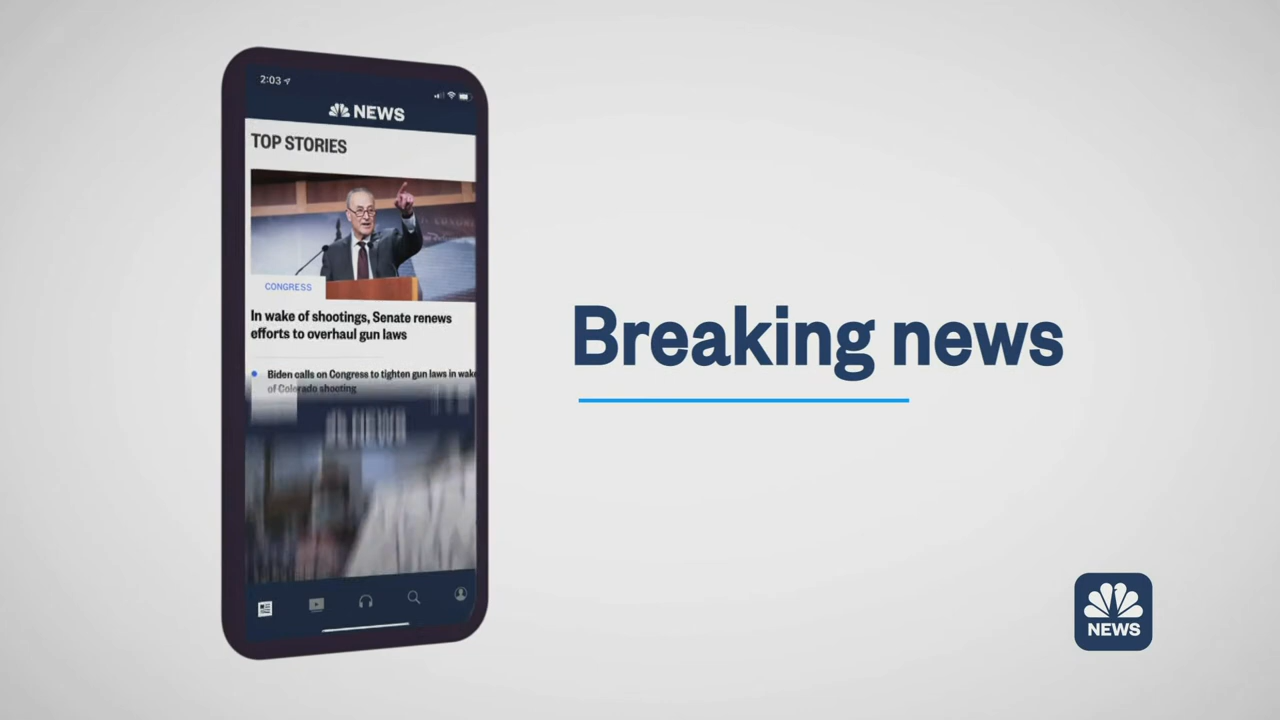 2:03
NEWS
TOP STORIES
CONGRESS
In wake of shootings, Senate renews
efforts to overhaul gun laws
Biden calls on Congress to tighten gun laws in wake
of Colorado shooting
NEWS
Breaking news
NEWS